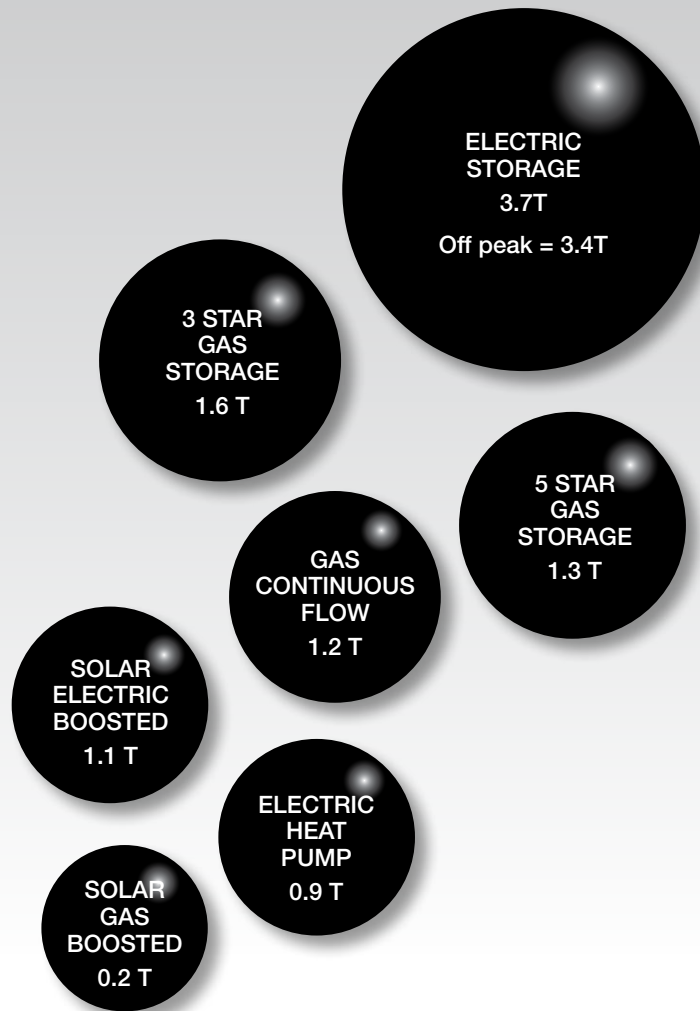 ELECTRIC
STORAGE
3.7T
Off peak = 3.4T
3 STAR
GAS
STORAGE
1.6 T
5 STAR
GAS
STORAGE
1.3 T
GAS
CONTINUOUS
FLOW
1.2 T
SOLAR
ELECTRIC
BOOSTED
1.1 T
ELECTRIC
HEAT
PUMP
0.9 T
SOLAR
GAS
BOOSTED
0.2 T